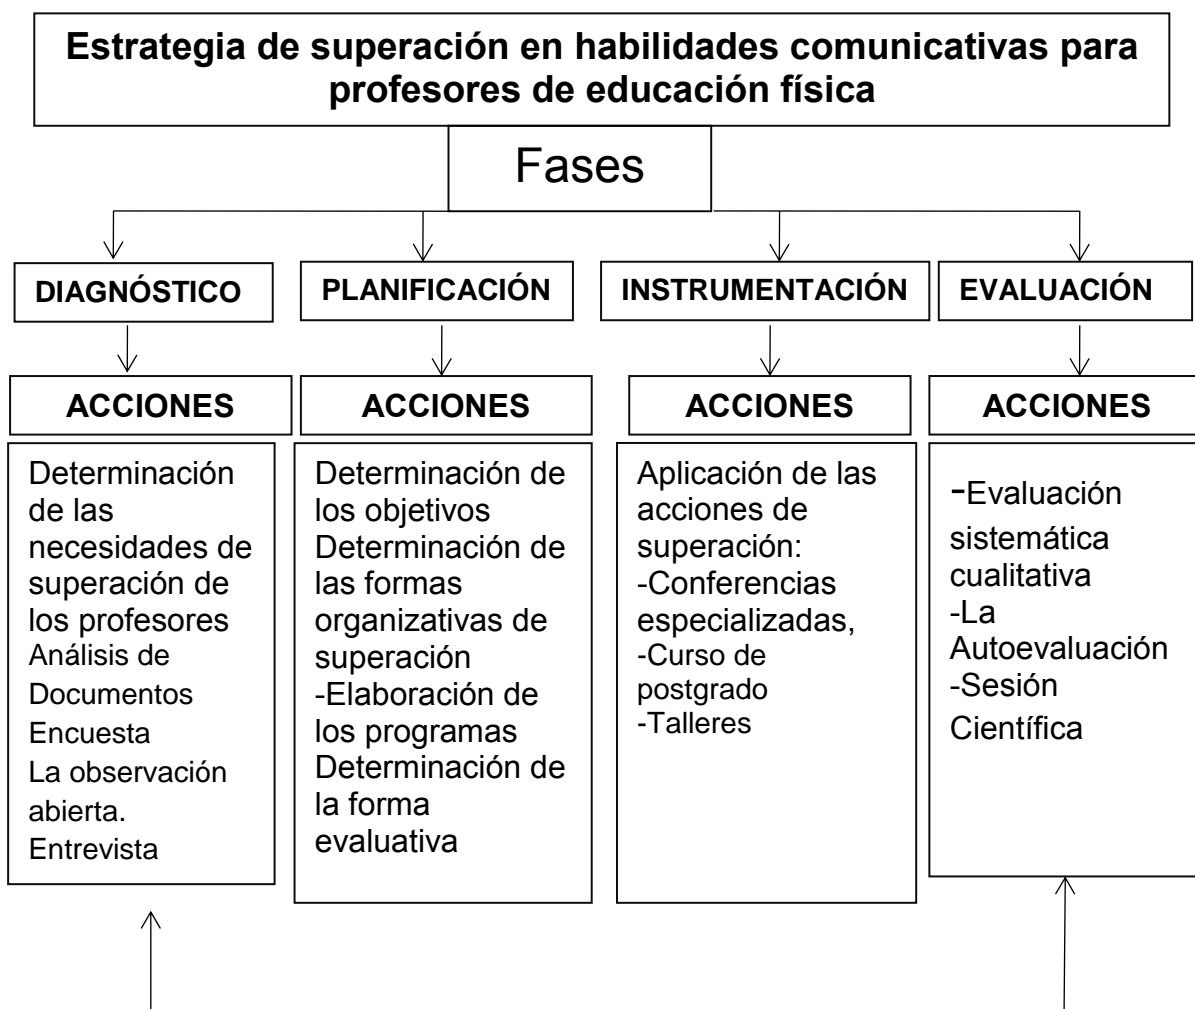 Estrategia de superación en habilidades comunicativas para
profesores de educación física
Fases
DIAGNÓSTICO
PLANIFICACIÓN
INSTRUMENTACIÓN
EVALUACIÓN
ACCIONES
ACCIONES
ACCIONES
ACCIONES
Determinación
de las
necesidades de
superación de
los profesores
Análisis de
Documentos
Encuesta
La observación
abierta.
Entrevista
Determinación de
los objetivos
Determinación de
las formas
organizativas de
superación
-Elaboración de
los programas
Determinación de
la forma
evaluativa
Aplicación de las
acciones de
superación:
-Conferencias
especializadas,
-Curso de
postgrado
-Talleres
-Evaluación
sistemática
cualitativa
-La
Autoevaluación
-Sesión
Científica